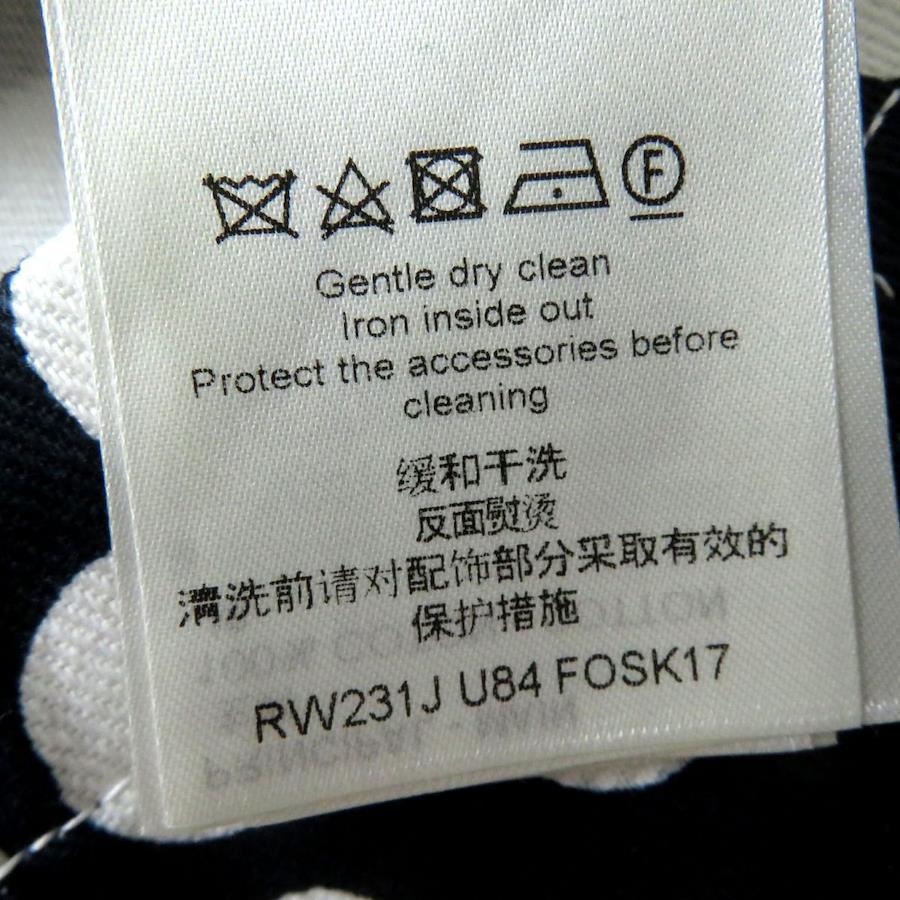 F
Gentle dry clean
Iron inside out
Protect the accessories before
cleaning
缓和干洗
反面熨烫
清洗前请对配饰部分采取有效的
保护措施
RW231J U84 FOSK17